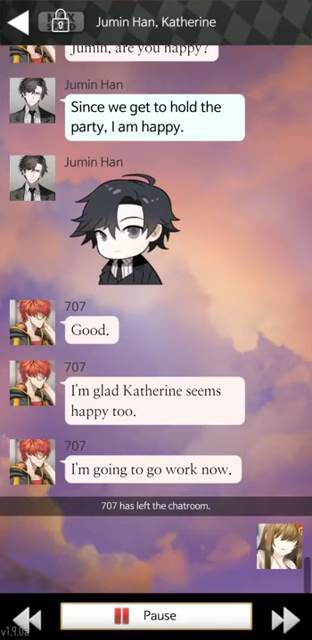 Jumin Han, Katherine
Jumin, are you happy?
Jumin Han
Since we get to hold the
party, I am happy.
Jumin Han
707
Good.
707
I'm glad Katherine seems
happy too.
707
I'm going to go work now.
707 has left the chatroom.
Pause